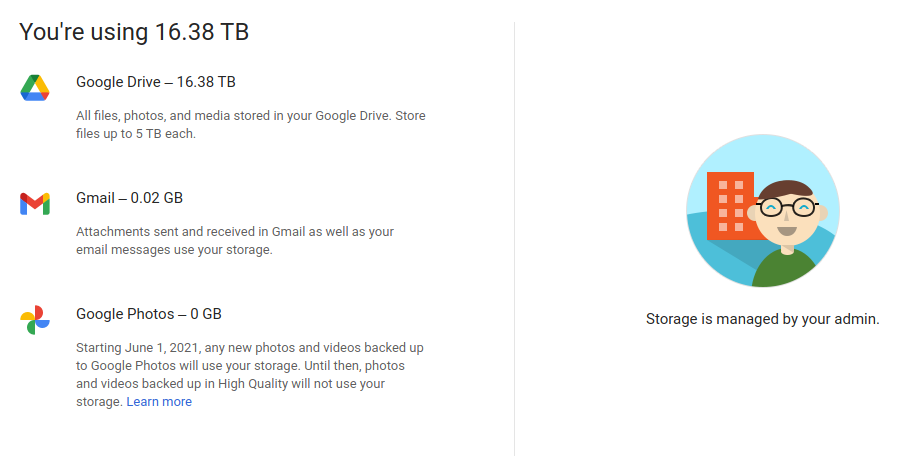 You're using 16.38 TB
Google Drive – 16.38 TB
All files, photos, and media stored in your Google Drive. Store
files up to 5 TB each.
Gmail – 0.02 GB
Attachments sent and received in Gmail as well as your
email messages use your storage.
Google Photos – 0 GB
Starting June 1, 2021, any new photos and videos backed up
to Google Photos will use your storage. Until then, photos
and videos backed up in High Quality will not use your
storage. Learn more
Storage is managed by your admin.